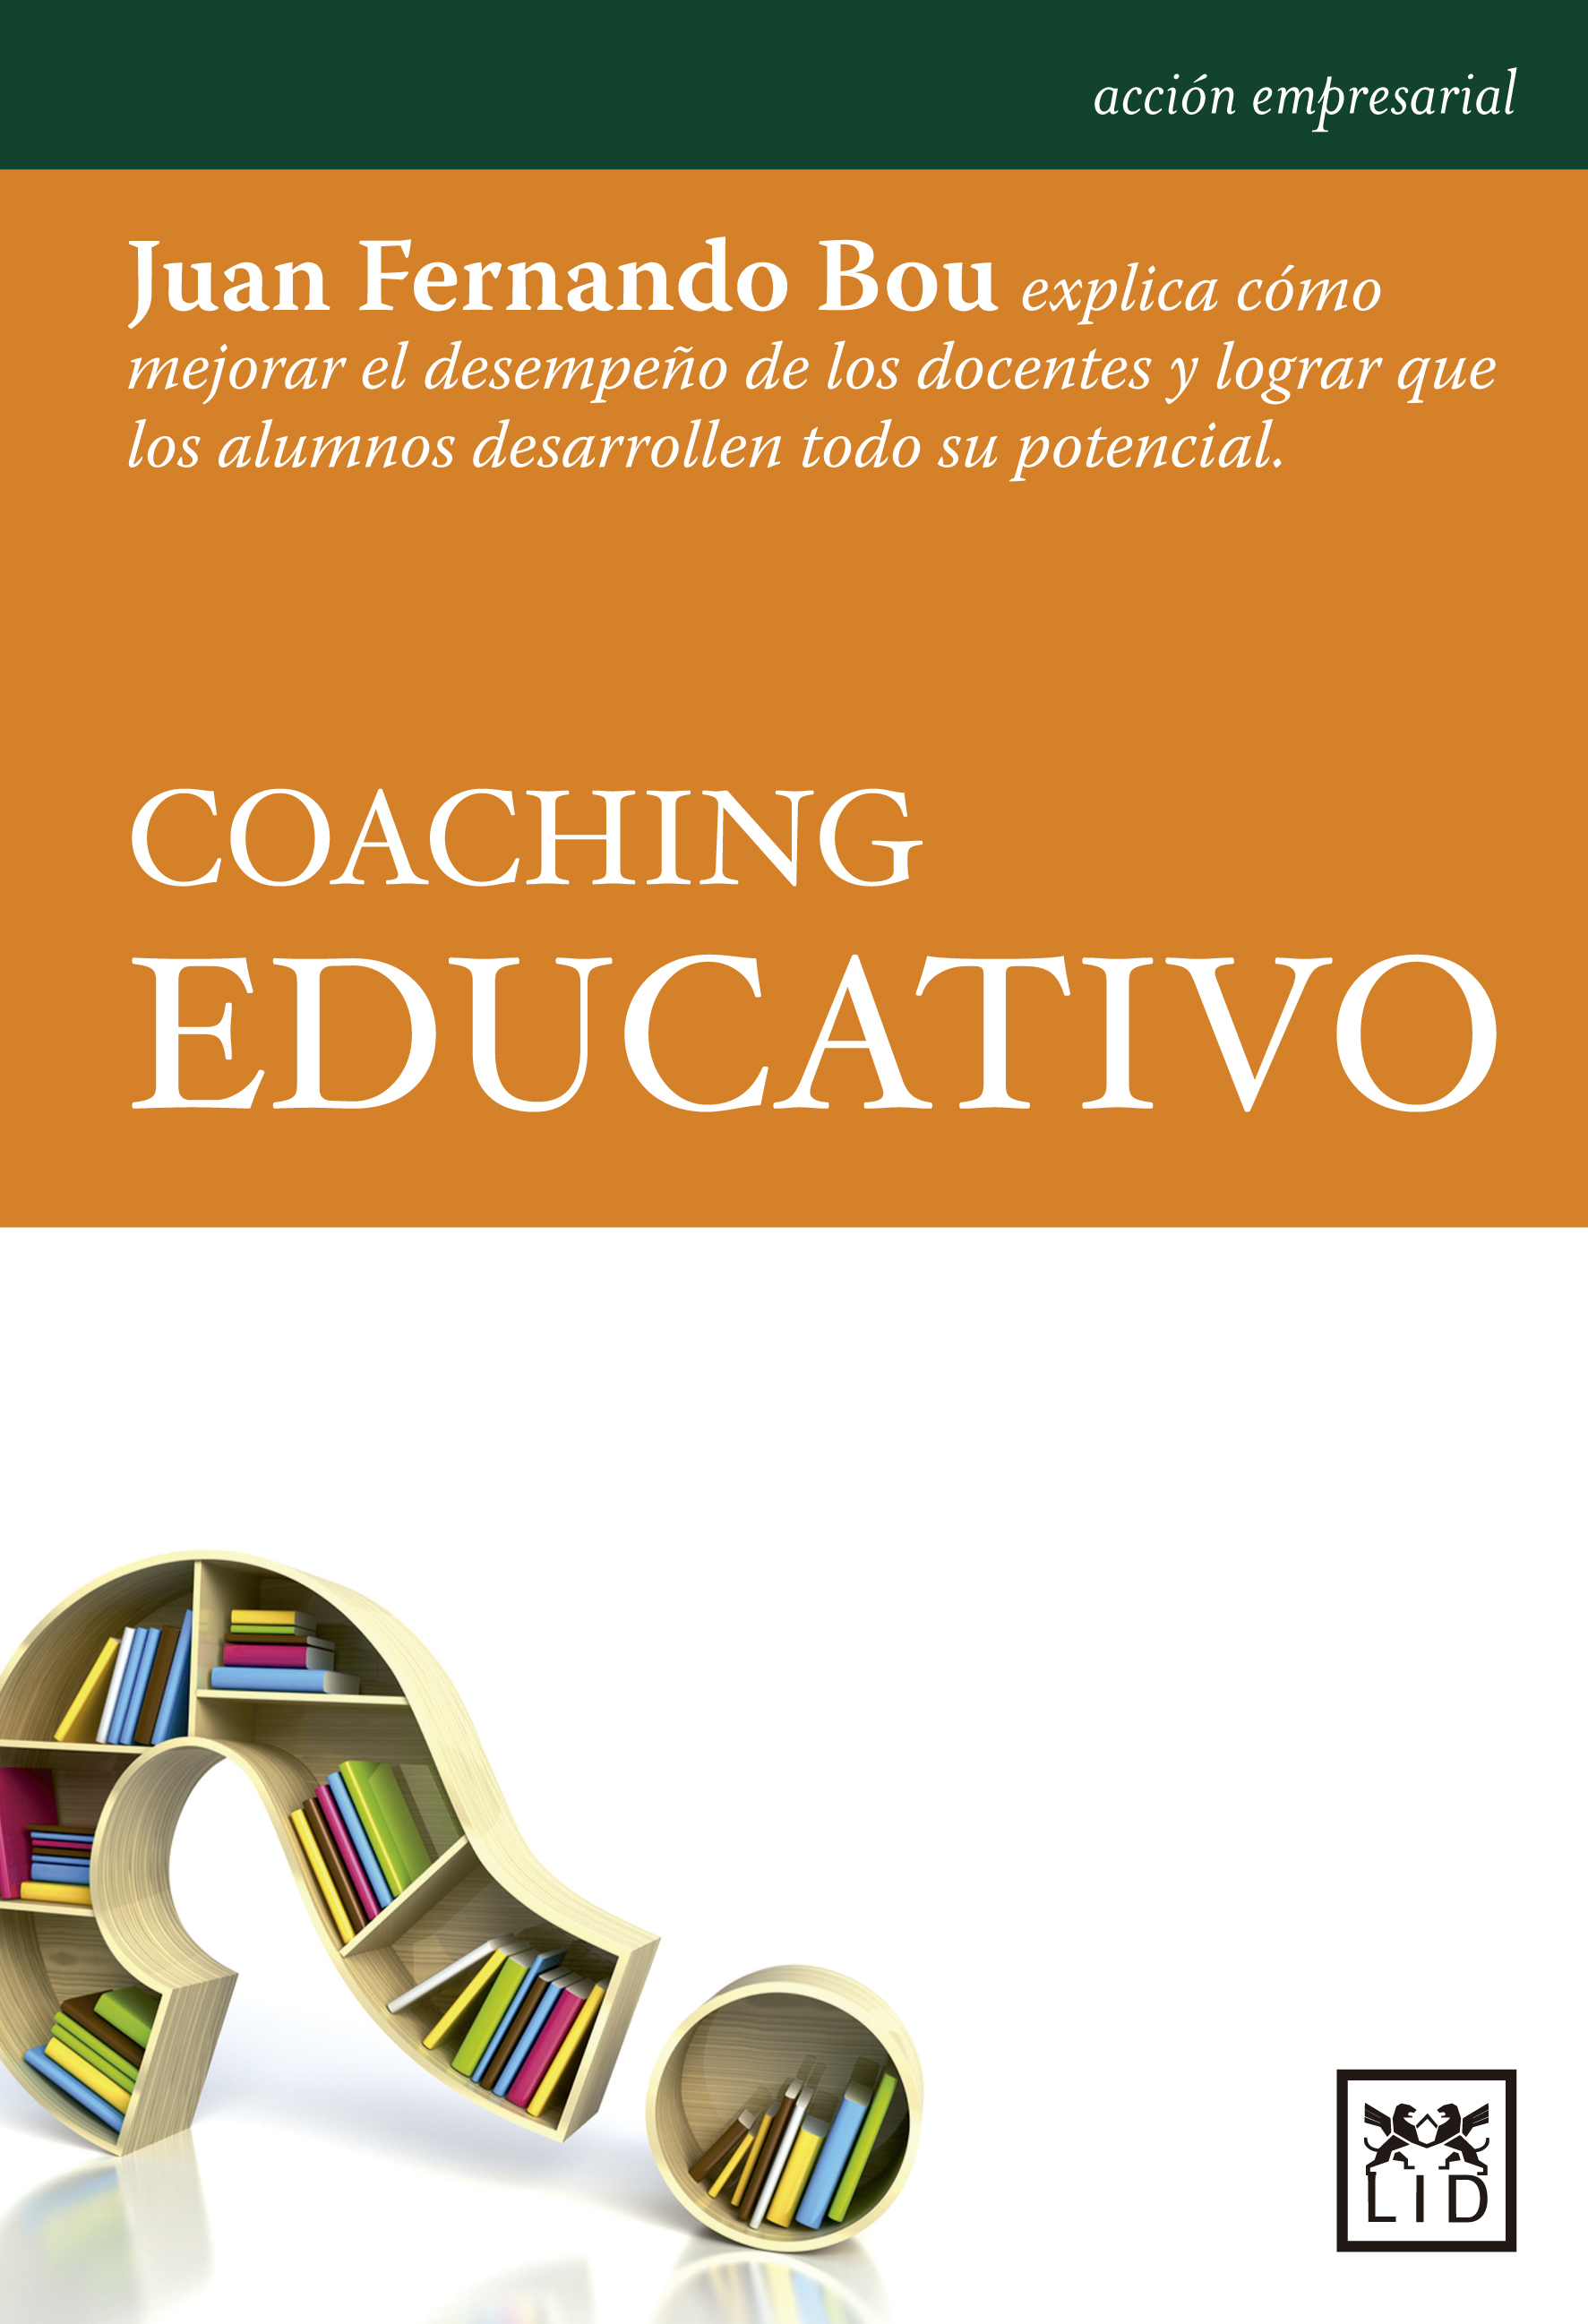 acción empresarial
Juan Fernando Bou explica cómo
mejorar el desempeño de los docentes y lograr que
los alumnos desarrollen todo su potencial.
COACHING
EDUCATIVO
LID